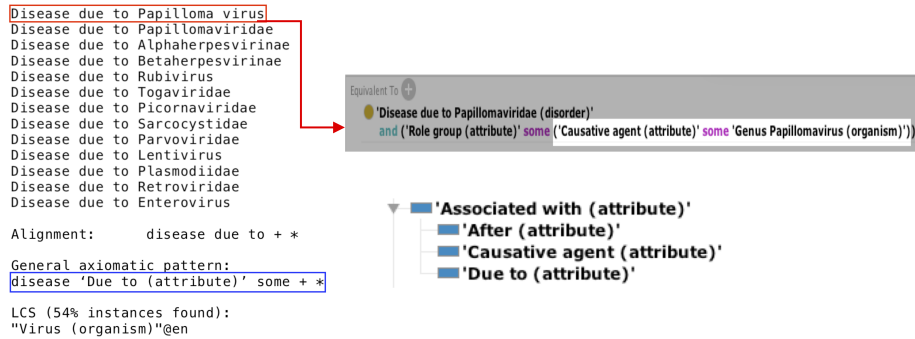 Disease due to Papilloma virus
Disease due to Papillomaviridae
Disease due to Alphaherpesvirinae
Disease due to Betaherpesvirinae
Disease due to Rubivirus
Disease due to Togaviridae
Disease due to Picornaviridae
Disease due to Sarcocystidae
Disease due to Parvoviridae
Disease due to Lentivirus
Disease due to Plasmodiidae
Disease due to Retroviridae
Disease due to Enterovirus
Alignment: disease due to + *
General axiomatic pattern:
disease ‘Due to (attribute)’ some + *
LCS (54% instances found):
"Virus (organism)"@en
Equivalent To
'Disease due to Papillomaviridae (disorder)'
and ('Role group (attribute)' some ('Causative agent (attribute)' some 'Genus Papillomavirus (organism)'))
'Associated with (attribute)'
'After (attribute)'
'Causative agent (attribute)'
'Due to (attribute)'